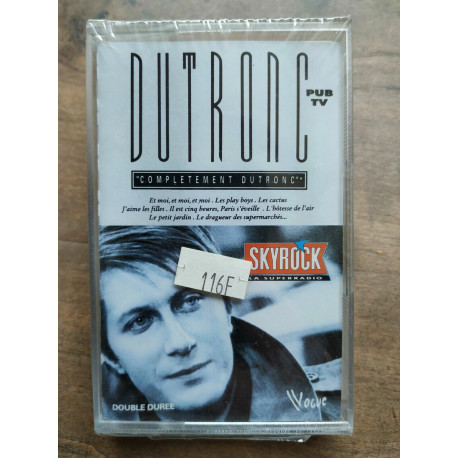 DUTRONC
PUB
TV
"COMPLETEMENT DUTRONC"*
Et moi, et moi, et moi . Les play boys . Les cactus
J'aime les filles . Il est cinq heures, Paris s'éveille . L'hôtesse de l'air
Le petit jardin . Le dragueur des supermarchés...
SKYROCK
LA SUPERRADIO
116F
DOUBLE DUREE
Vogue